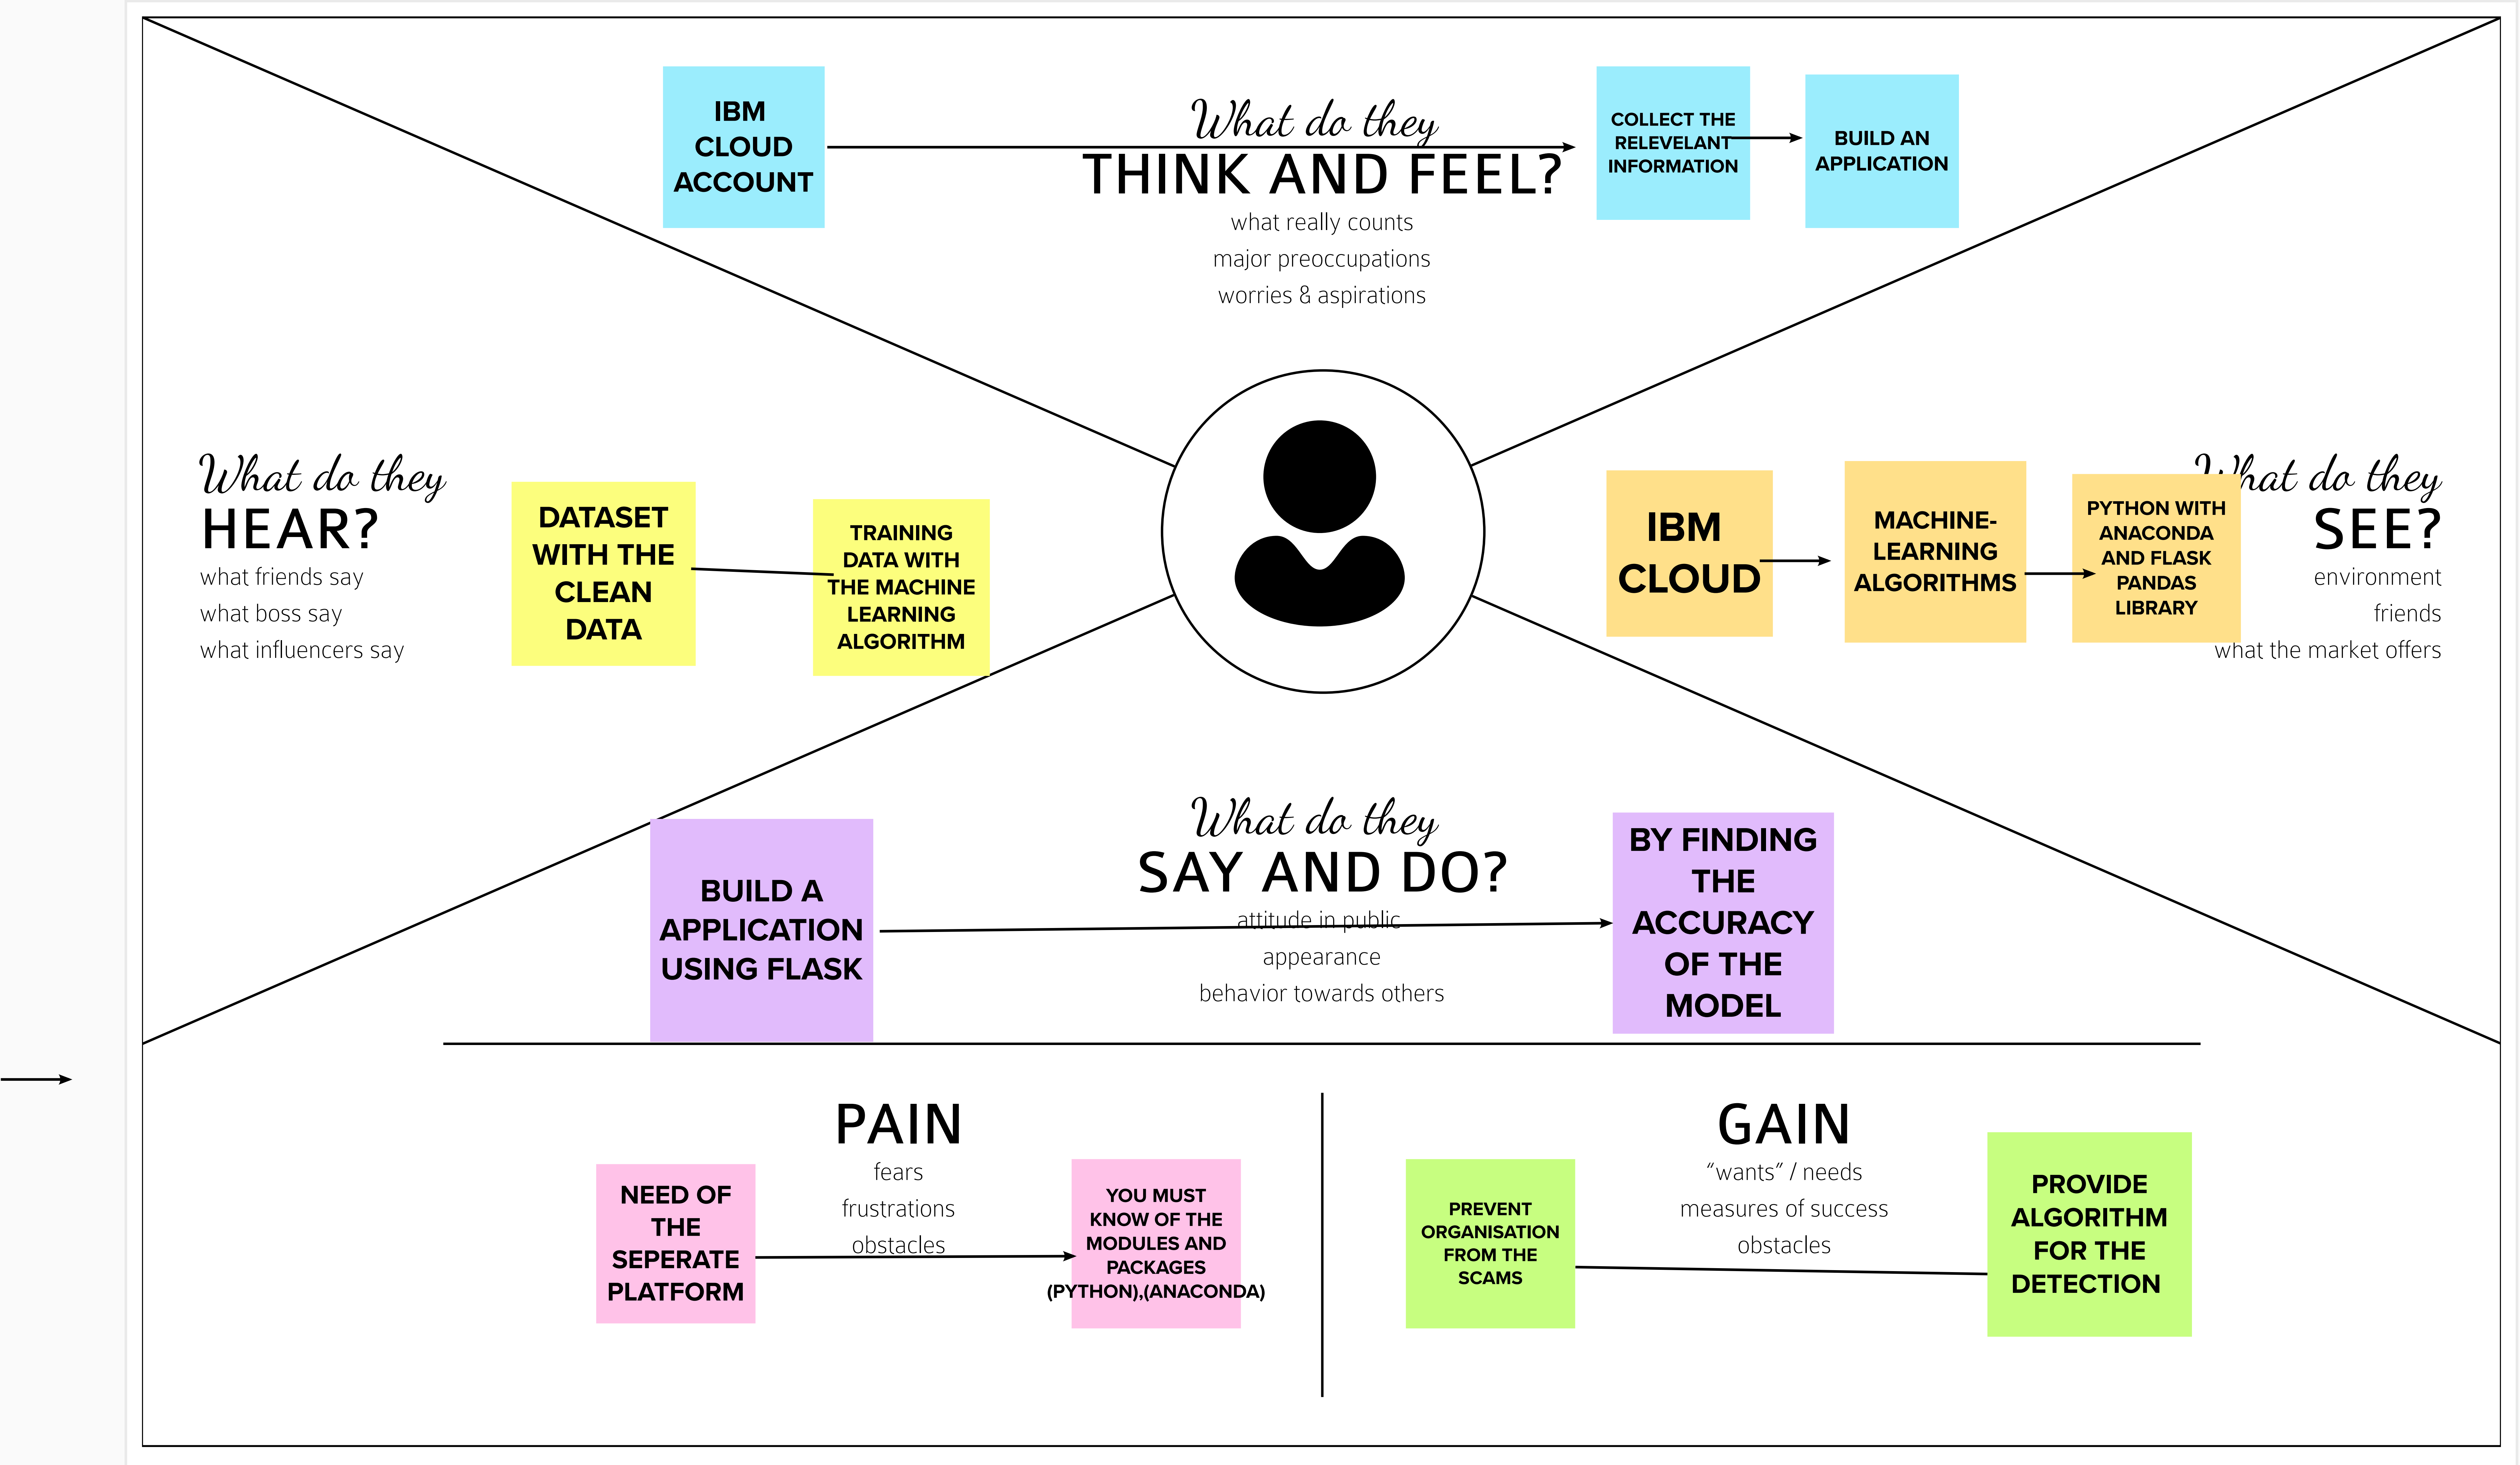 IBM
CLOUD
ACCOUNT
What do they
THINK AND FEEL?
what really counts
major preoccupations
worries & aspirations
COLLECT THE
RELEVELANT
INFORMATION
BUILD AN
APPLICATION
What do they
HEAR?
what friends say
what boss say
what influencers say
DATASET
WITH THE
CLEAN
DATA
TRAINING
DATA WITH
THE MACHINE
LEARNING
ALGORITHM
IBM
CLOUD
MACHINE-
LEARNING
ALGORITHMS
PYTHON WITH
ANACONDA
AND FLASK
PANDAS
LIBRARY
What do they
SEE?
environment
friends
what the market offers
BUILD A
APPLICATION
USING FLASK
What do they
SAY AND DO?
attitude in public
appearance
behavior towards others
BY FINDING
THE
ACCURACY
OF THE
MODEL
PAIN
fears
frustrations
obstacles
NEED OF
THE
SEPERATE
PLATFORM
YOU MUST
KNOW OF THE
MODULES AND
PACKAGES
(PYTHON),(ANACONDA)
GAIN
“wants” / needs
measures of success
obstacles
PREVENT
ORGANISATION
FROM THE
SCAMS
PROVIDE
ALGORITHM
FOR THE
DETECTION